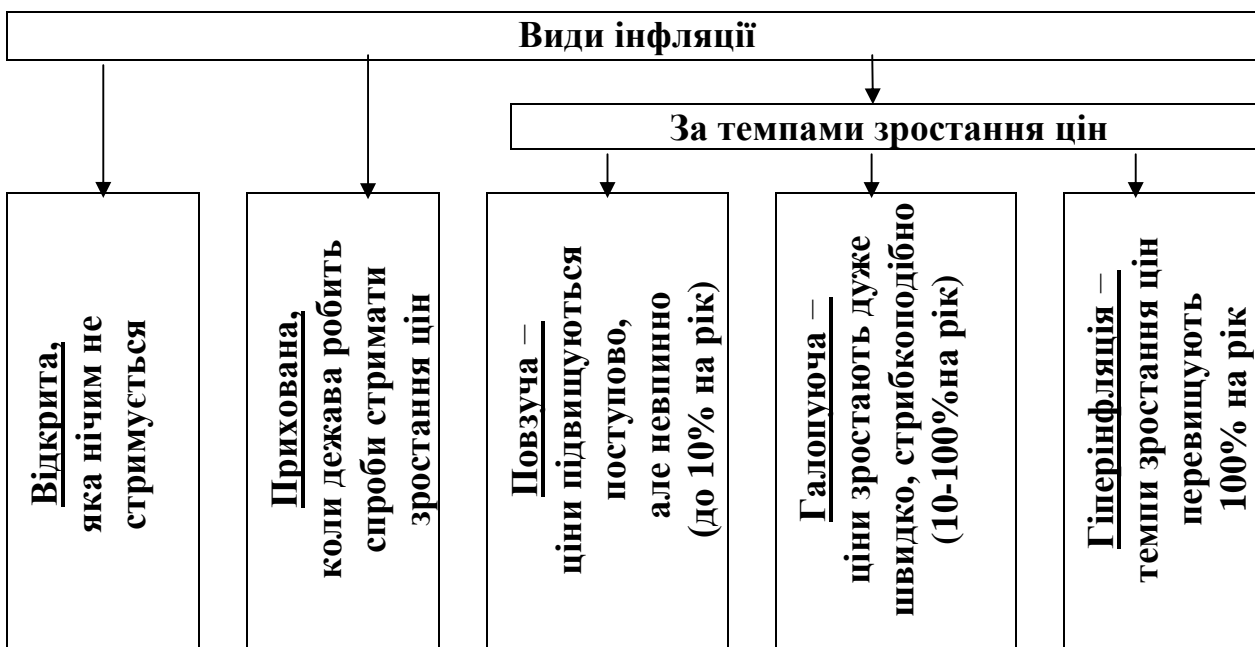 Види інфляції
За темпами зростання цін
Відкрита,
яка нічим не
стримується
Прихована,
коли дежава робить
спроби стримати
зростання цін
Повзуча –
ціни підвищуються
поступово,
але невпинно
(до 10% на рік)
Галопуюча –
ціни зростають дуже
швидко, стрибкоподібно
(10-100%на рік)
Гіперінфляція –
темпи зростання цін
перевищують
100% на рік